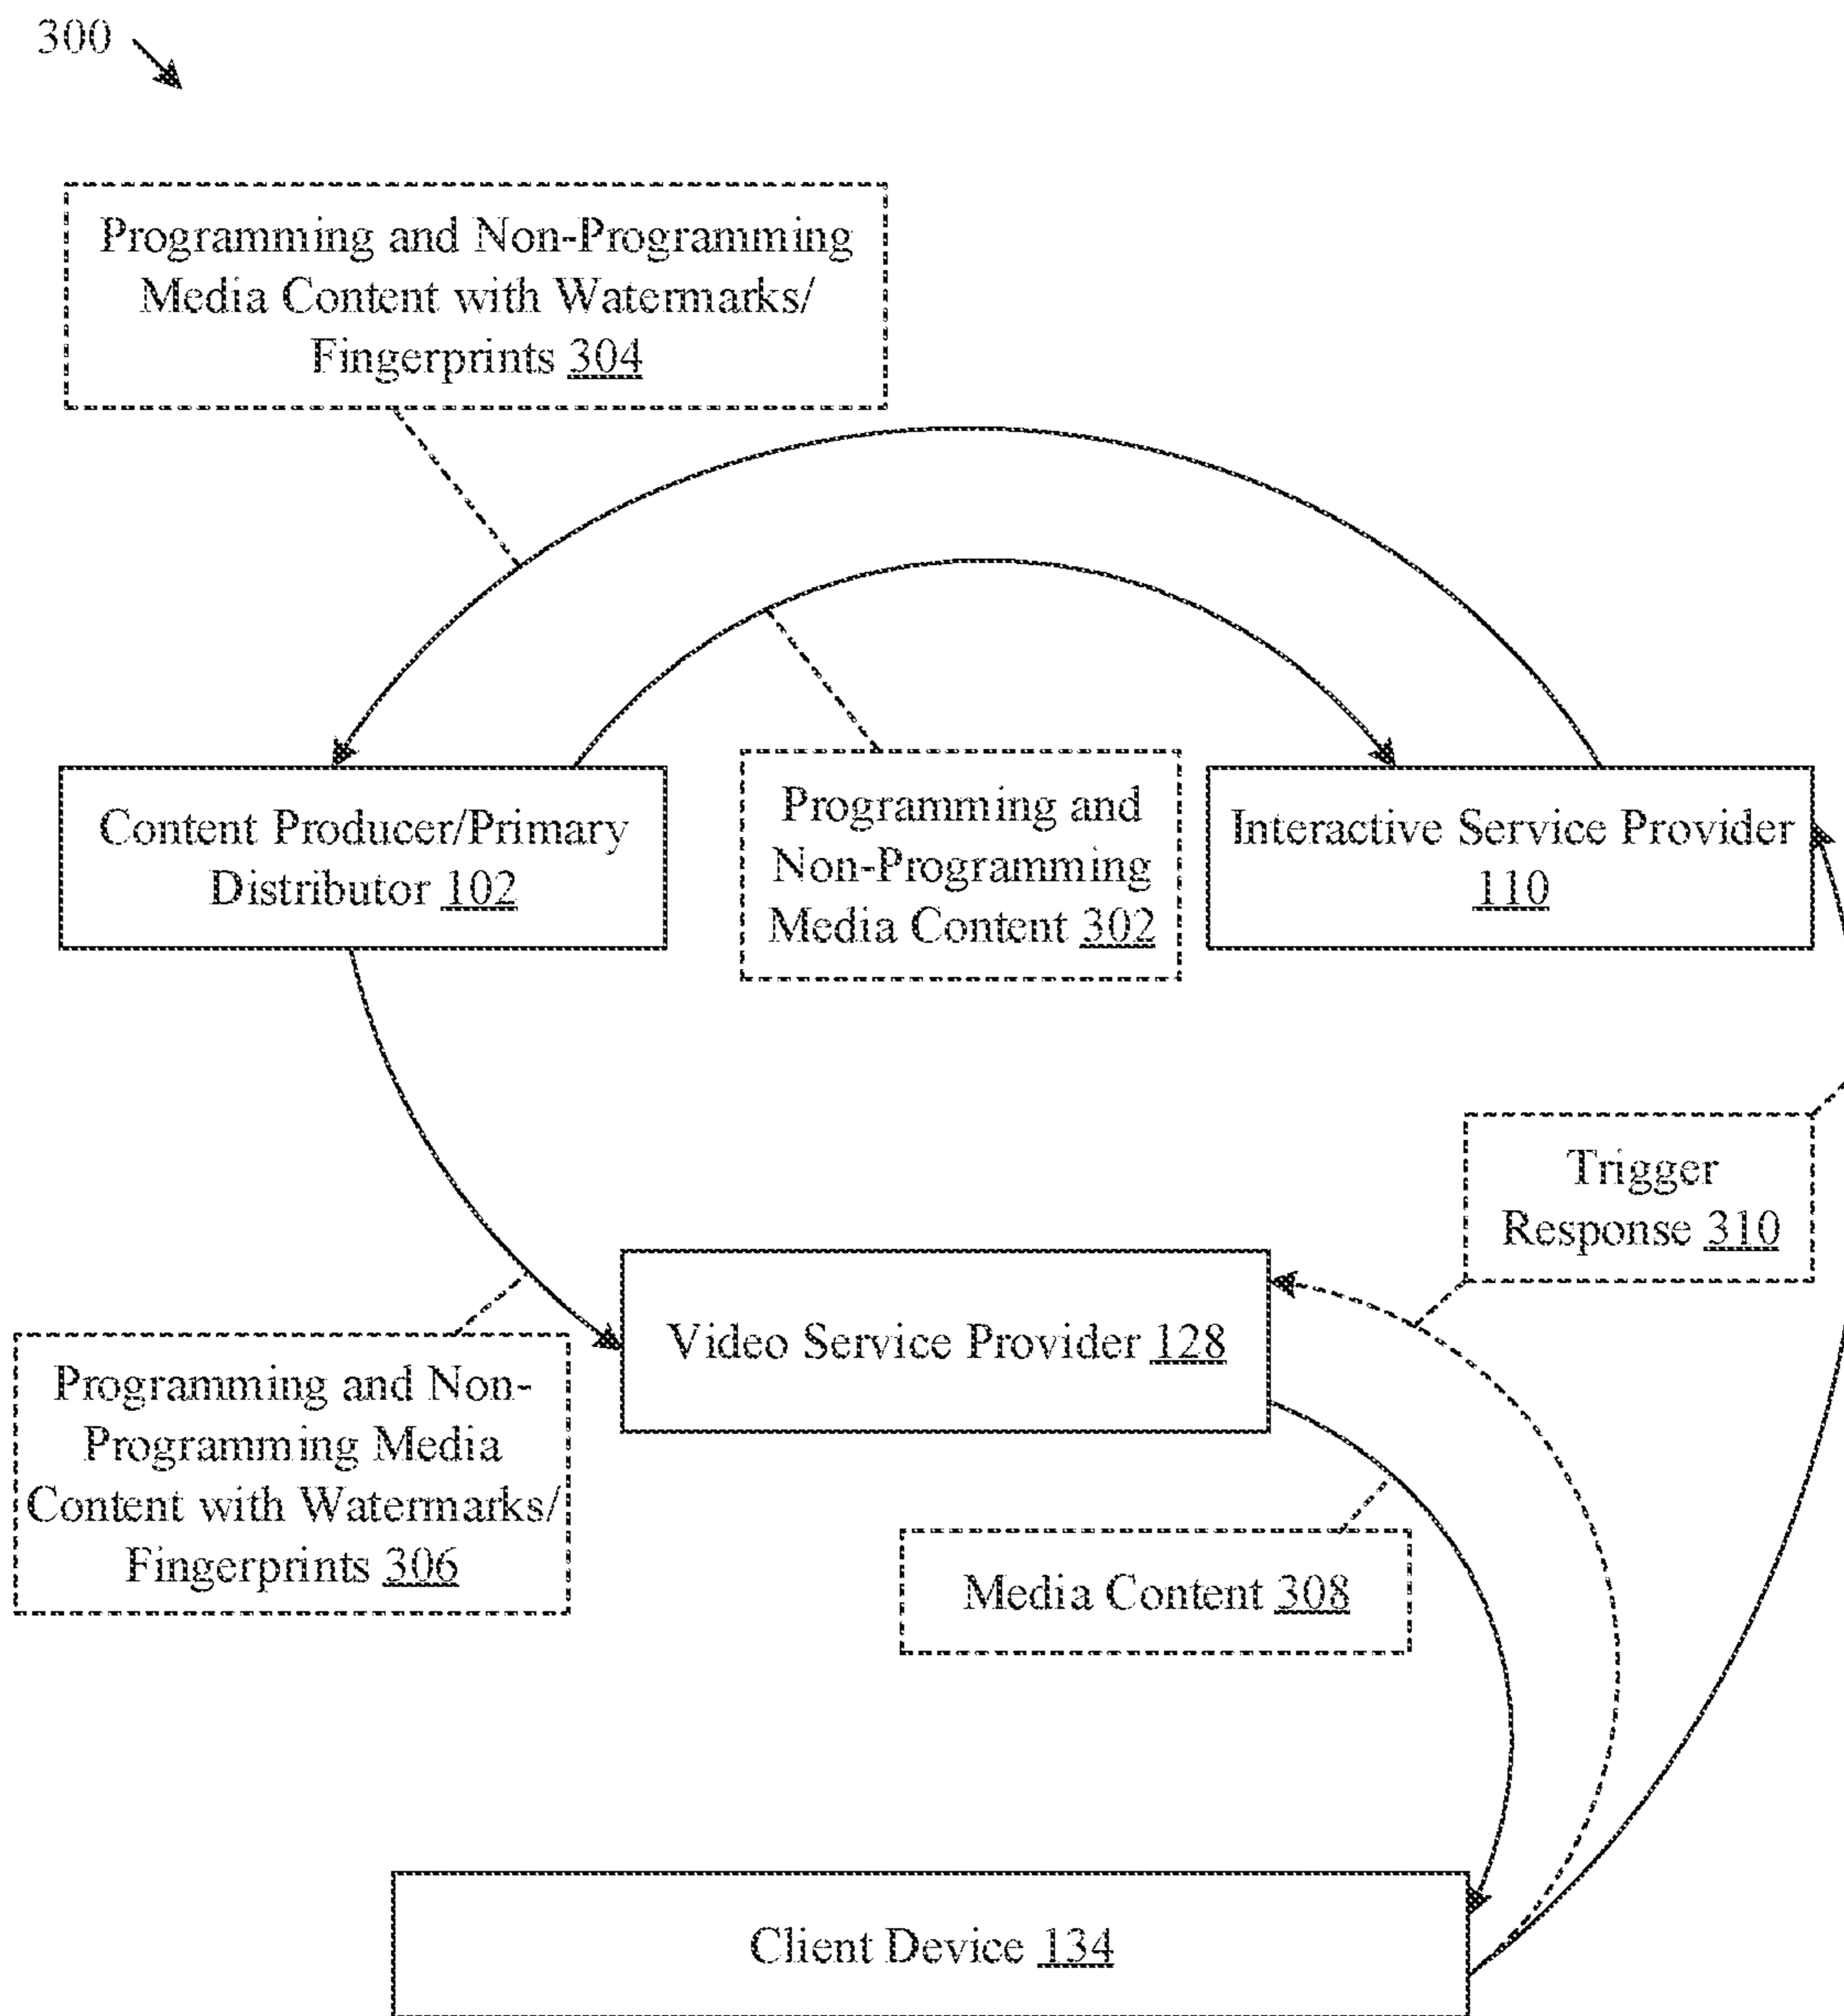 300
Programming and Non-Programming
Media Content with Watermarks/
Fingerprints 304
Content Producer/Primary
Distributor 102
Programming and
Non-Programming
Media Content 302
Interactive Service Provider
110
Trigger
Response 310
Video Service Provider 128
Programming and Non-
Programming Media
Content with Watermarks/
Fingerprints 306
Media Content 308
Client Device 134